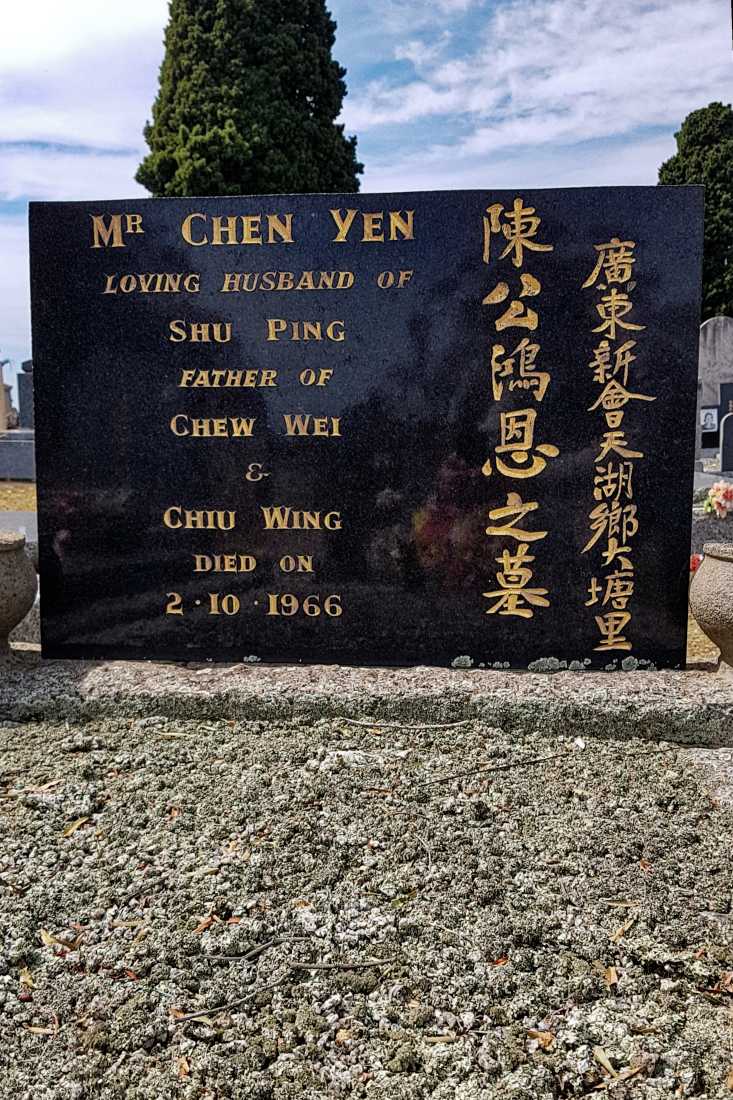 MR CHEN YEN
LOVING HUSBAND OF
SHU PING
FATHER OF
CHEW WEI
&
CHIU WING
DIED ON
2·10·1966
廣東新會天湖鄉大塘里
陳公鴻恩之墓